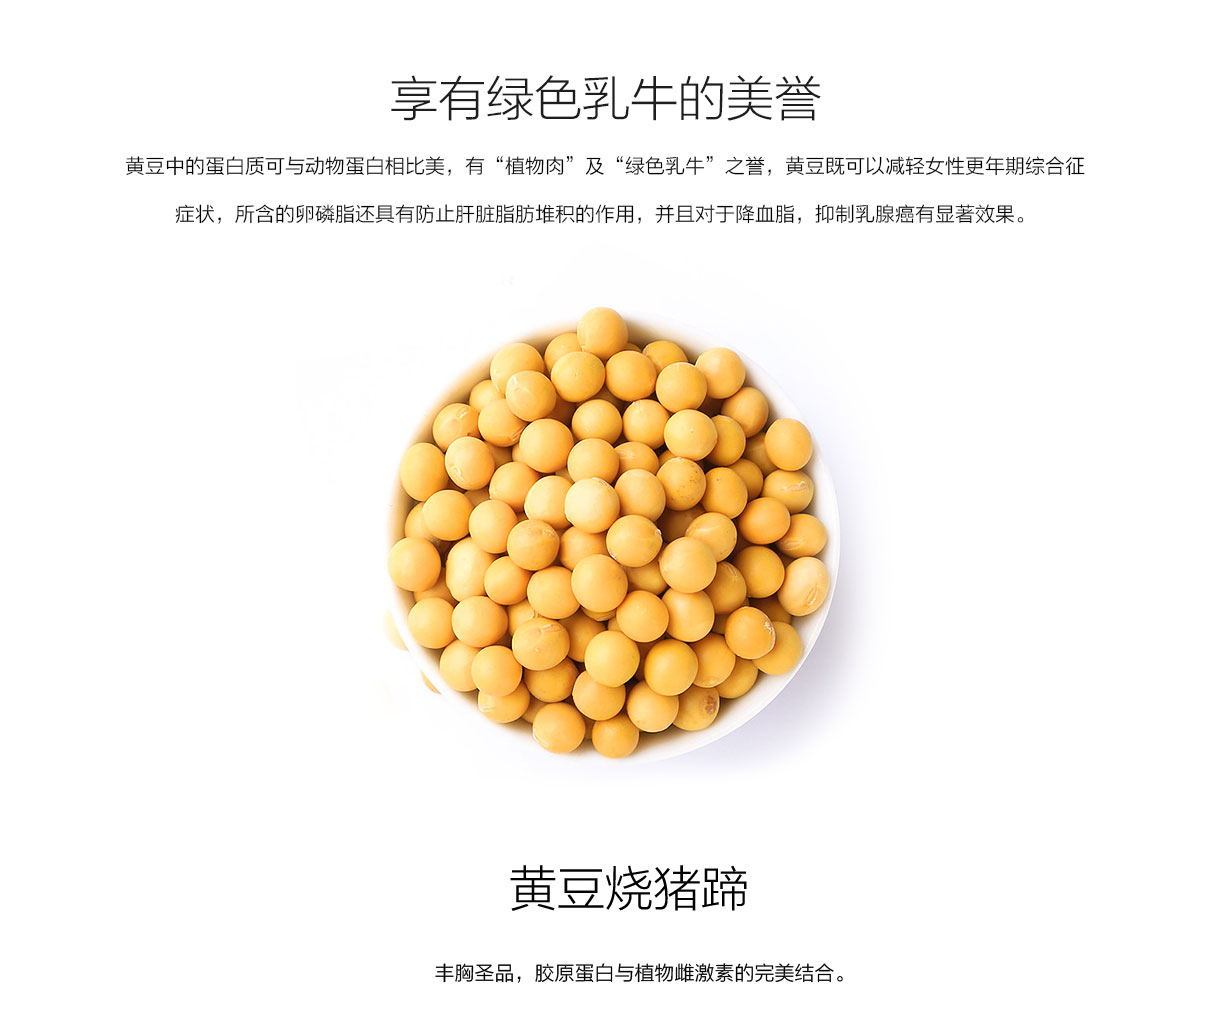 享有绿色乳牛的美誉
黄豆中的蛋白质可与动物蛋白相比美，有“植物肉”及“绿色乳牛”之誉，黄豆既可以减轻女性更年期综合征
症状，所含的卵磷脂还具有防止肝脏脂肪堆积的作用，并且对于降血脂，抑制乳腺癌有显著效果。
黄豆烧猪蹄
丰胸圣品，胶原蛋白与植物雌激素的完美结合。